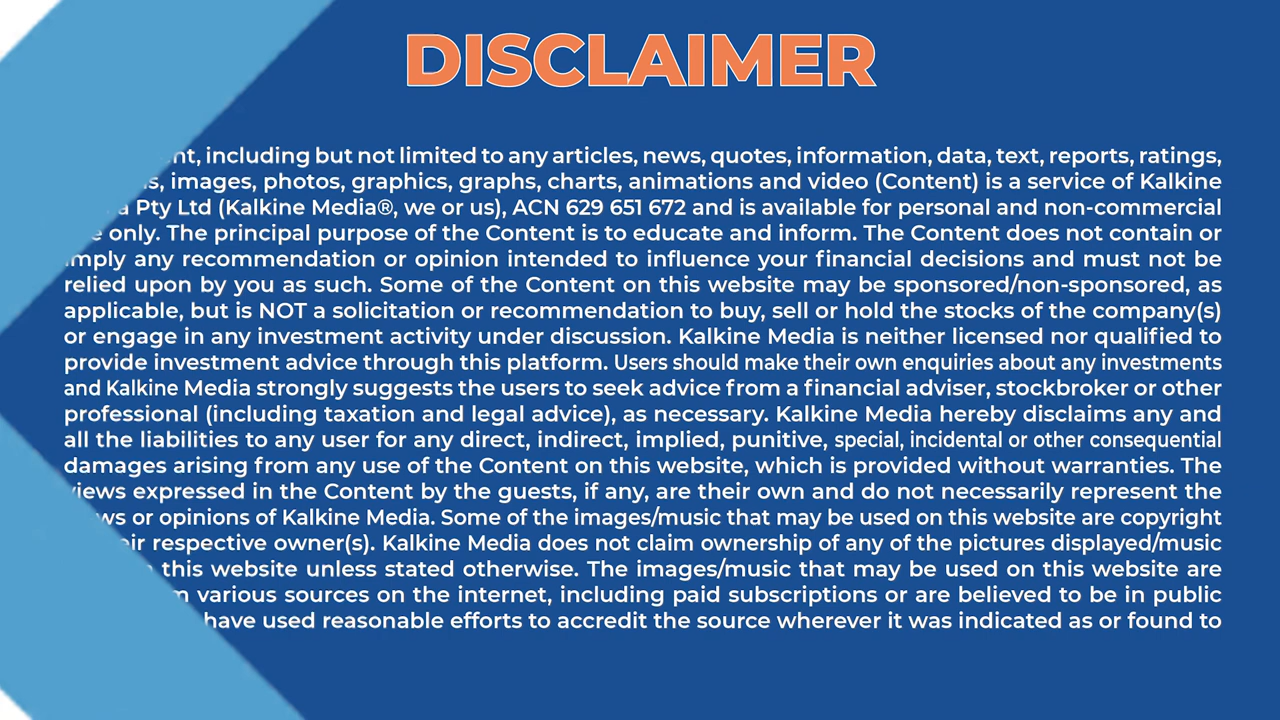 DISCLAIMER
including but not limited to any articles, news, quotes, information, data, text, reports, ratings,
images, photos, graphics, graphs, charts, animations and video (Content) is a service of Kalkine
Pty Ltd (Kalkine Media®, we or us), ACN 629 651 672 and is available for personal and non-commercial
only. The principal purpose of the Content is to educate and inform. The Content does not contain or
imply any recommendation or opinion intended to influence your financial decisions and must not be
relied upon by you as such. Some of the Content on this website may be sponsored/non-sponsored, as
applicable, but is NOT a solicitation or recommendation to buy, sell or hold the stocks of the company(s)
or engage in any investment activity under discussion. Kalkine Media is neither licensed nor qualified to
provide investment advice through this platform. Users should make their own enquiries about any investments
and Kalkine Media strongly suggests the users to seek advice from a financial adviser, stockbroker or other
professional (including taxation and legal advice), as necessary. Kalkine Media hereby disclaims any and
all the liabilities to any user for any direct, indirect, implied, punitive, special, incidental or other consequential
damages arising from any use of the Content on this website, which is provided without warranties. The
views expressed in the Content by the guests, if any, are their own and do not necessarily represent the
or opinions of Kalkine Media. Some of the images/music that may be used on this website are copyright
respective owner(s). Kalkine Media does not claim ownership of any of the pictures displayed/music
this website unless stated otherwise. The images/music that may be used on this website are
various sources on the internet, including paid subscriptions or are believed to be in public
have used reasonable efforts to accredit the source wherever it was indicated as or found to